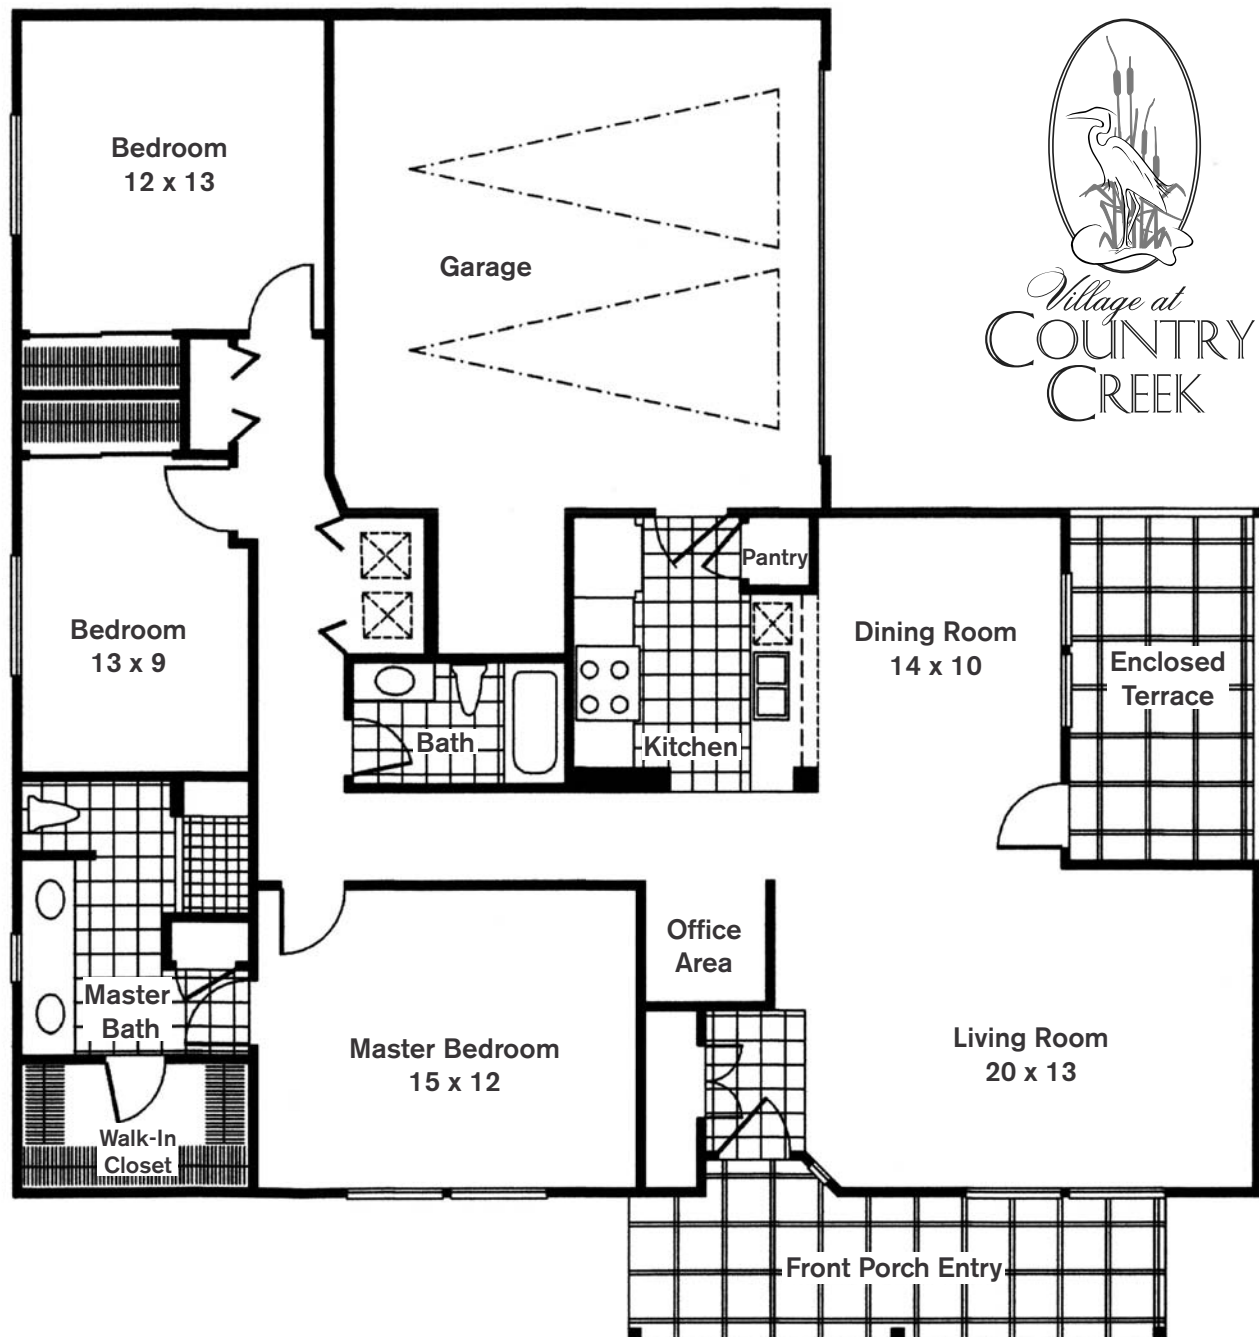 Bedroom
12 x 13
Garage
Village at
COUNTRY
CREEK
Bedroom
13 x 9
Pantry
Dining Room
14 x 10
Enclosed
Terrace
Bath
Kitchen
Office
Area
Master
Bath
Master Bedroom
15 x 12
Living Room
20 x 13
Walk-In
Closet
Front Porch Entry